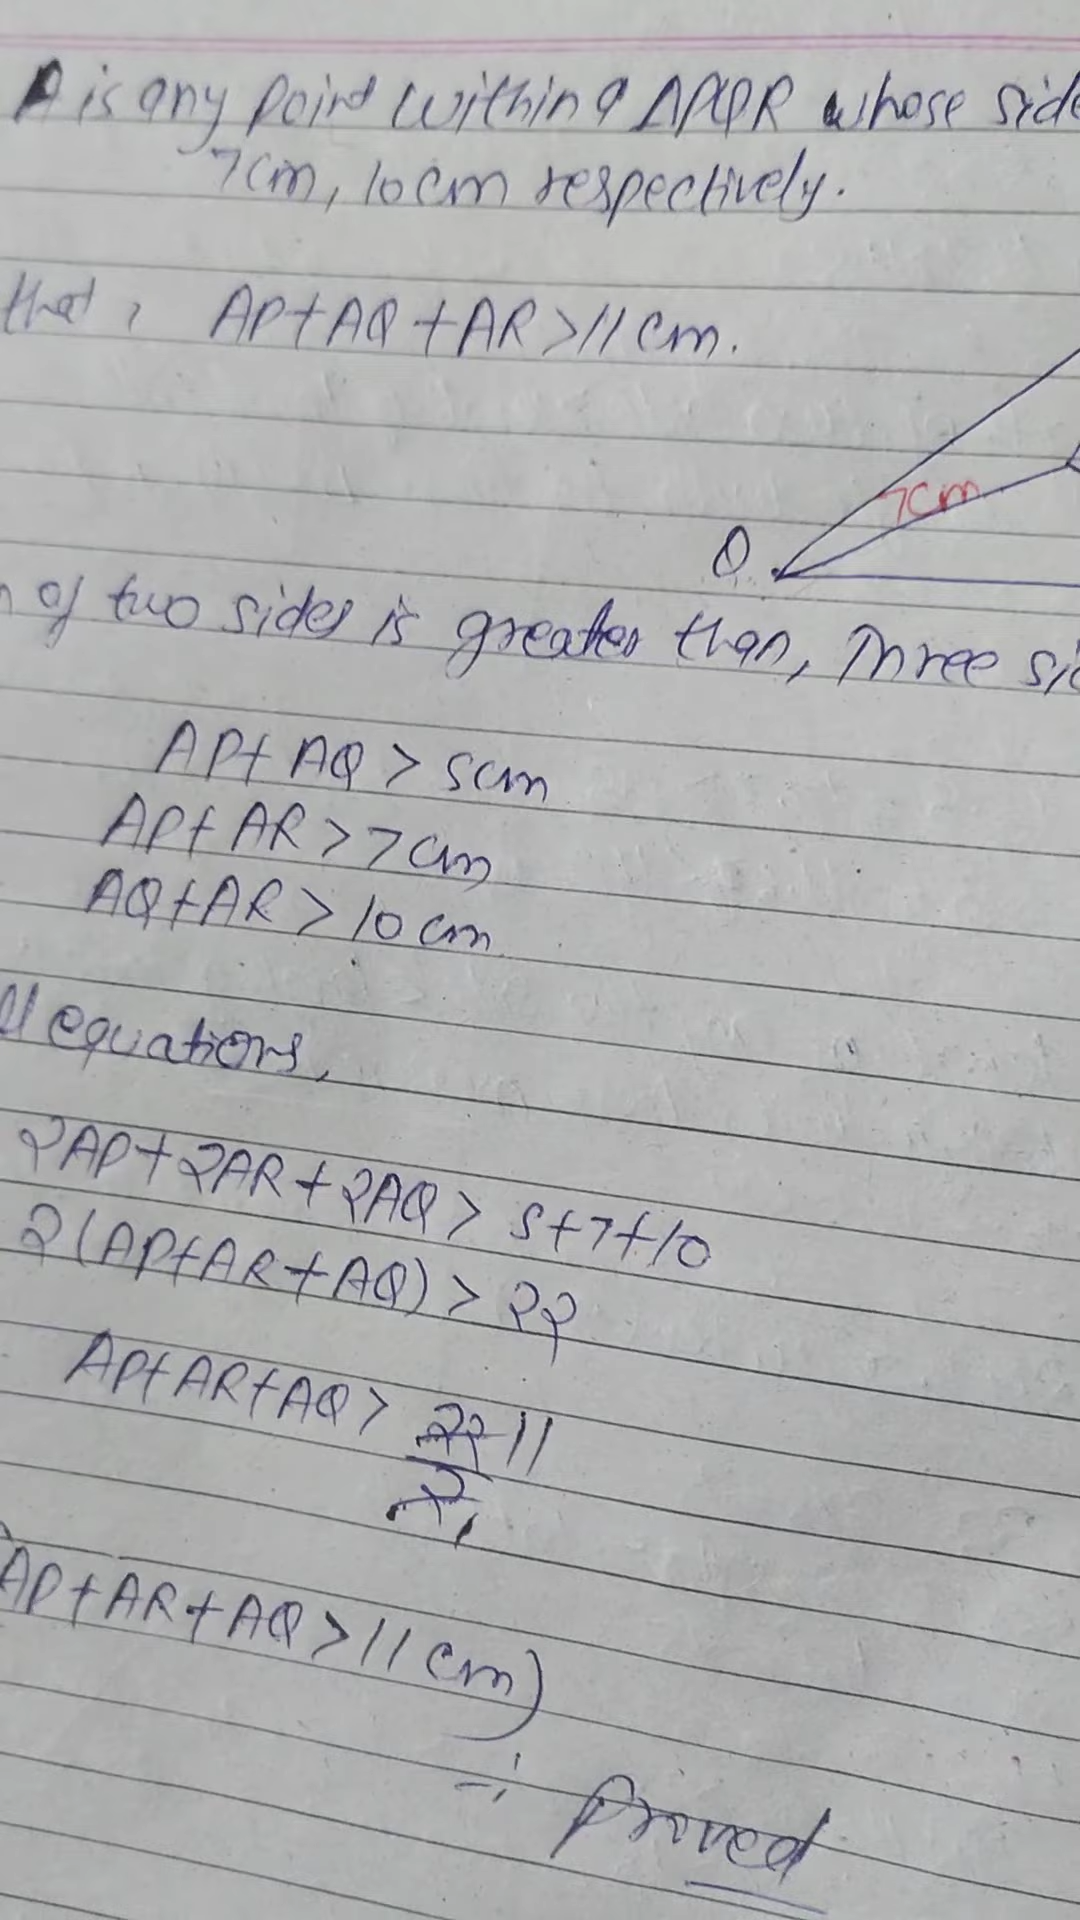 A is any point within a ΔPQR whose side
7cm, 10cm respectively.
that, AP+AQ+AR>11cm.
7cm
Q
of two sides is greater than, Three
AP+AQ > 5cm
AP+AR>7cm
AQ+AR>10cm
equations,
2AP+2AR+2AQ> 5+7+10
2(AP+AR+AQ) > 22
AP+AR+AQ> 22 11
2
AP+AR+AQ>11cm)
∴ Proved